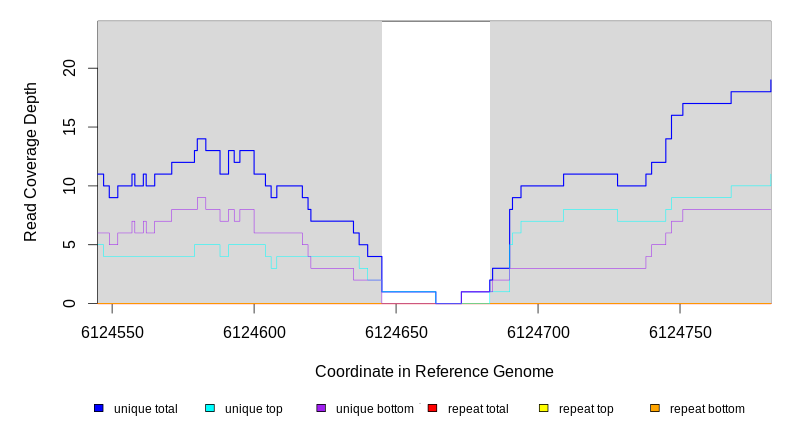 Read Coverage Depth
20
15
10
5
0
6124550 6124600 6124650 6124700 6124750
Coordinate in Reference Genome
unique total unique top unique bottom repeat total repeat top repeat bottom